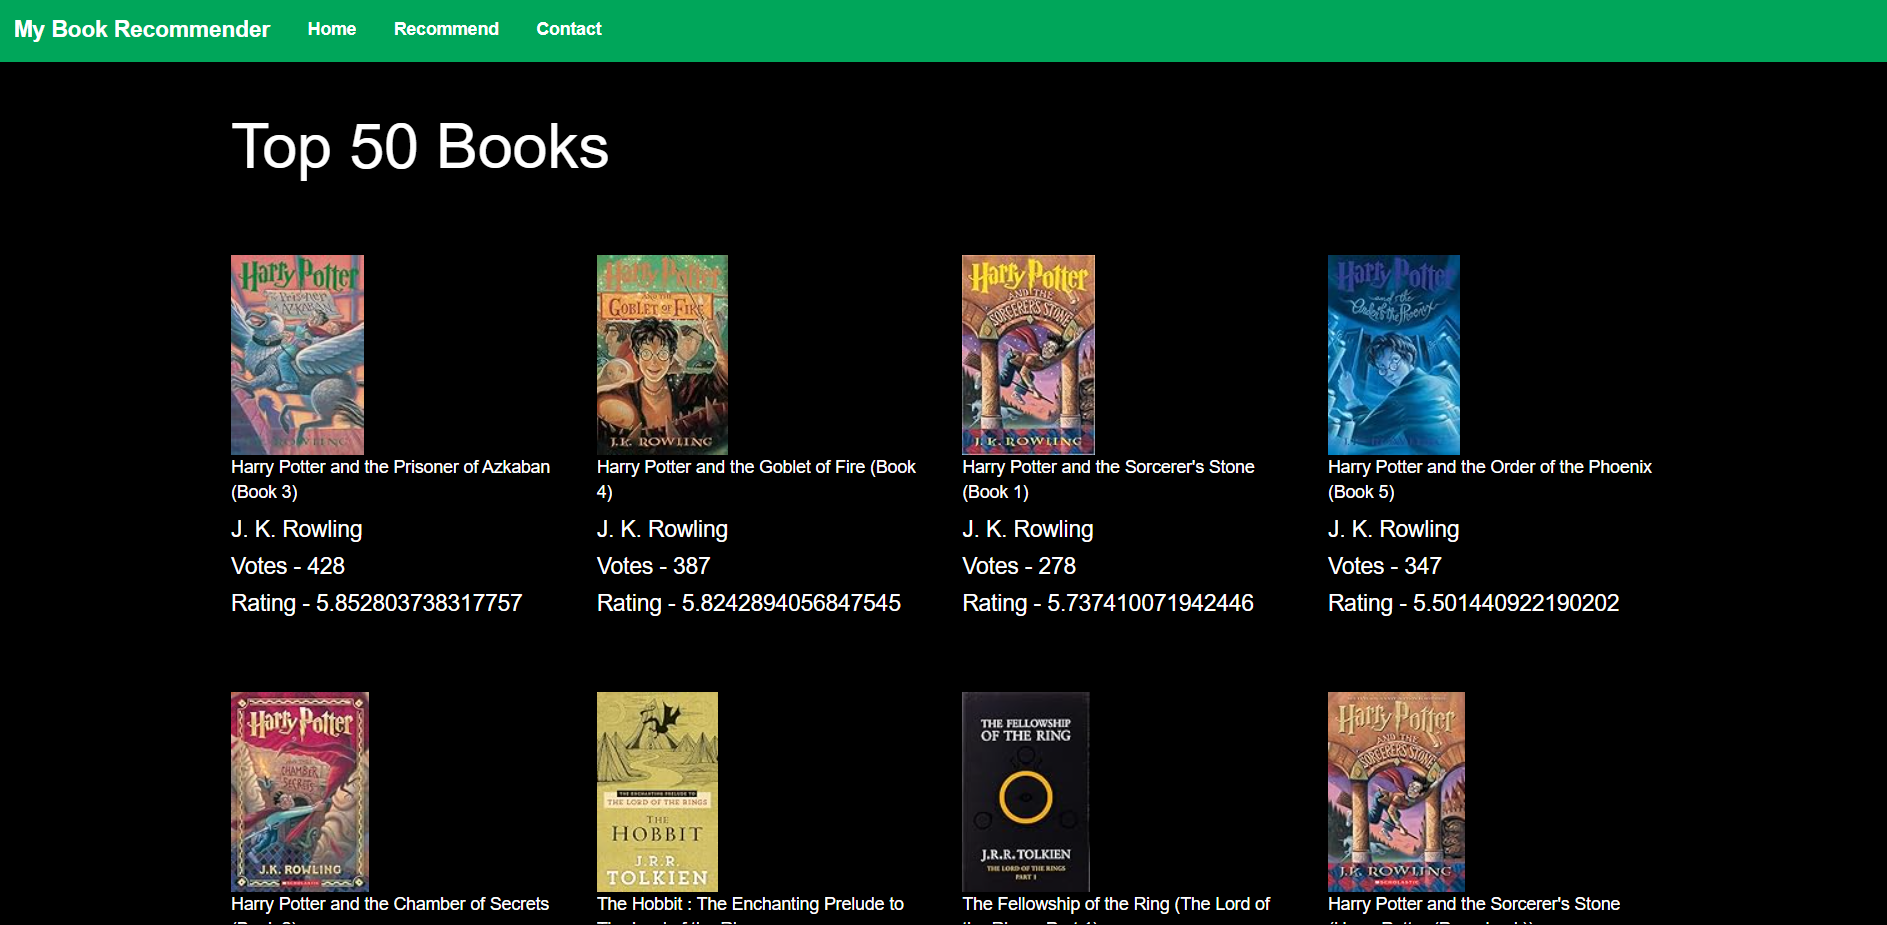 My Book Recommender Home Recommend Contact
Top 50 Books
Harry Potter
Prisoner
AZKABAN
Harry Potter
AND THE
GOBLET OF FIRE
J.K. ROWLING
Harry Potter
AND THE
SORCERER'S STONE
J.K. ROWLING
Harry Potter
and the
Order of the Phoenix
Harry Potter and the Prisoner of Azkaban
(Book 3)
J. K. Rowling
Votes - 428
Rating - 5.852803738317757
Harry Potter and the Goblet of Fire (Book
4)
J. K. Rowling
Votes - 387
Rating - 5.8242894056847545
Harry Potter and the Sorcerer's Stone
(Book 1)
J. K. Rowling
Votes - 278
Rating - 5.737410071942446
Harry Potter and the Order of the Phoenix
(Book 5)
J. K. Rowling
Votes - 347
Rating - 5.501440922190202
Harry Potter
CHAMBER
SECRETS
J.K. ROWLING
SCHOLASTIC
THE ENCHANTING PRELUDE TO
THE LORD OF THE RINGS
THE
HOBBIT
J.R.R.
TOLKIEN
THE FELLOWSHIP
OF THE RING
J.R.R. TOLKIEN
THE LORD OF THE RINGS
PART 1
Harry Potter
AND THE
SORCERER'S STONE
J.K. ROWLING
SCHOLASTIC
Harry Potter and the Chamber of Secrets
The Hobbit : The Enchanting Prelude to
The Fellowship of the Ring (The Lord of
Harry Potter and the Sorcerer's Stone